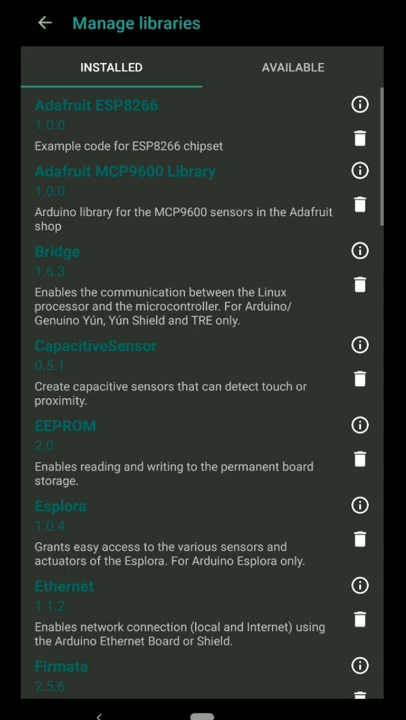 Manage libraries
INSTALLED
AVAILABLE
Adafruit ESP8266
1.0.0
Example code for ESP8266 chipset
Adafruit MCP9600 Library
1.0.0
Arduino library for the MCP9600 sensors in the Adafruit
shop
Bridge
1.6.3
Enables the communication between the Linux
processor and the microcontroller. For Arduino/
Genuino Yún, Yún Shield and TRE only.
CapacitiveSensor
0.5.1
Create capacitive sensors that can detect touch or
proximity.
EEPROM
2.0
Enables reading and writing to the permanent board
storage.
Esplora
1.0.4
Grants easy access to the various sensors and
actuators of the Esplora. For Arduino Esplora only.
Ethernet
1.1.2
Enables network connection (local and Internet) using
the Arduino Ethernet Board or Shield.
Firmata
2.5.6